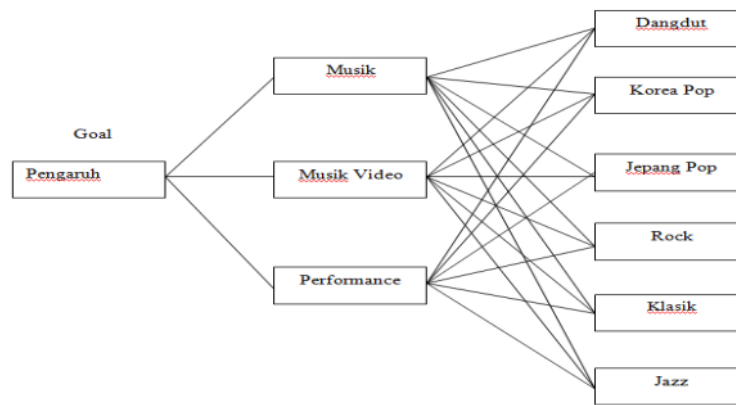 Goal
Pengaruh
Musik
Musik Video
Performance
Dangdut
Korea Pop
Jepang Pop
Rock
Klasik
Jazz